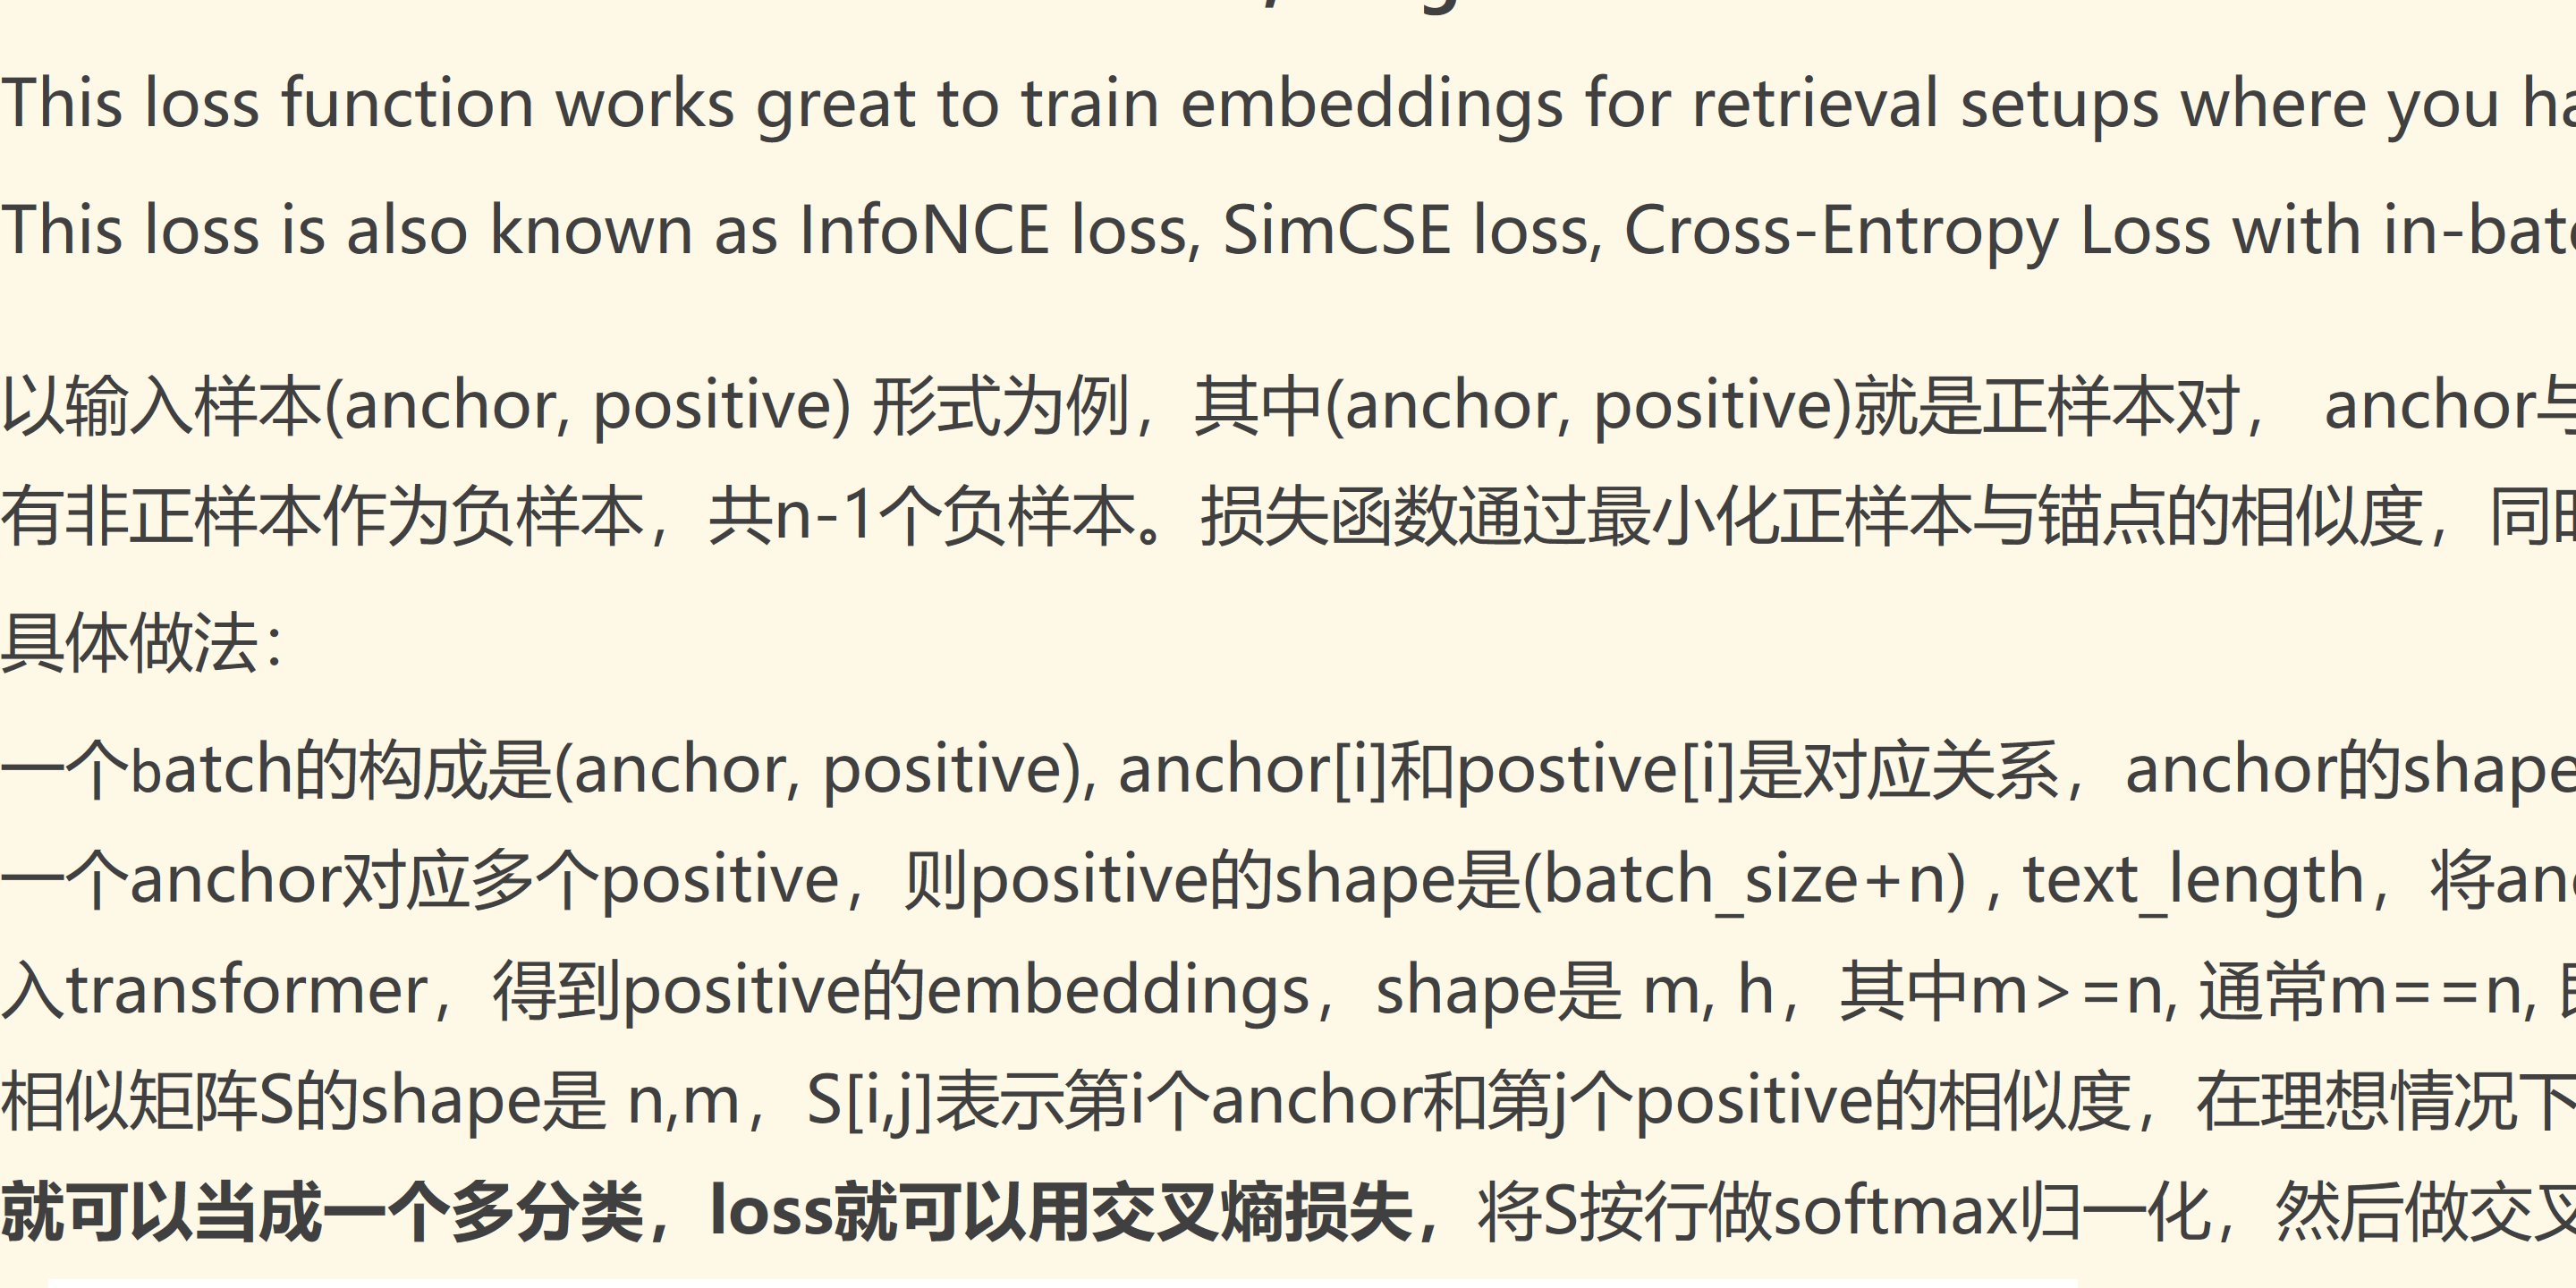 This loss function works great to train embeddings for retrieval setups where you
This loss is also known as InfoNCE loss, SimCSE loss, Cross-Entropy Loss with
以输入样本(anchor, positive) 形式为例，其中(anchor, positive)就是正样本对， anchor与
有非正样本作为负样本，共n-1个负样本。损失函数通过最小化正样本与锚点的相似度，同
具体做法：
一个batch的构成是(anchor, positive), anchor[i]和postive[i]是对应关系，anchor的shape
一个anchor对应多个positive，则positive的shape是(batch_size+n) , text_length，将
入transformer，得到positive的embeddings，shape是 m, h，其中m>=n, 通常m==n,
相似矩阵S的shape是 n,m，S[i,j]表示第i个anchor和第j个positive的相似度，在理想情况下
就可以当成一个多分类，loss就可以用交叉熵损失，将S按行做softmax归一化，然后做交叉